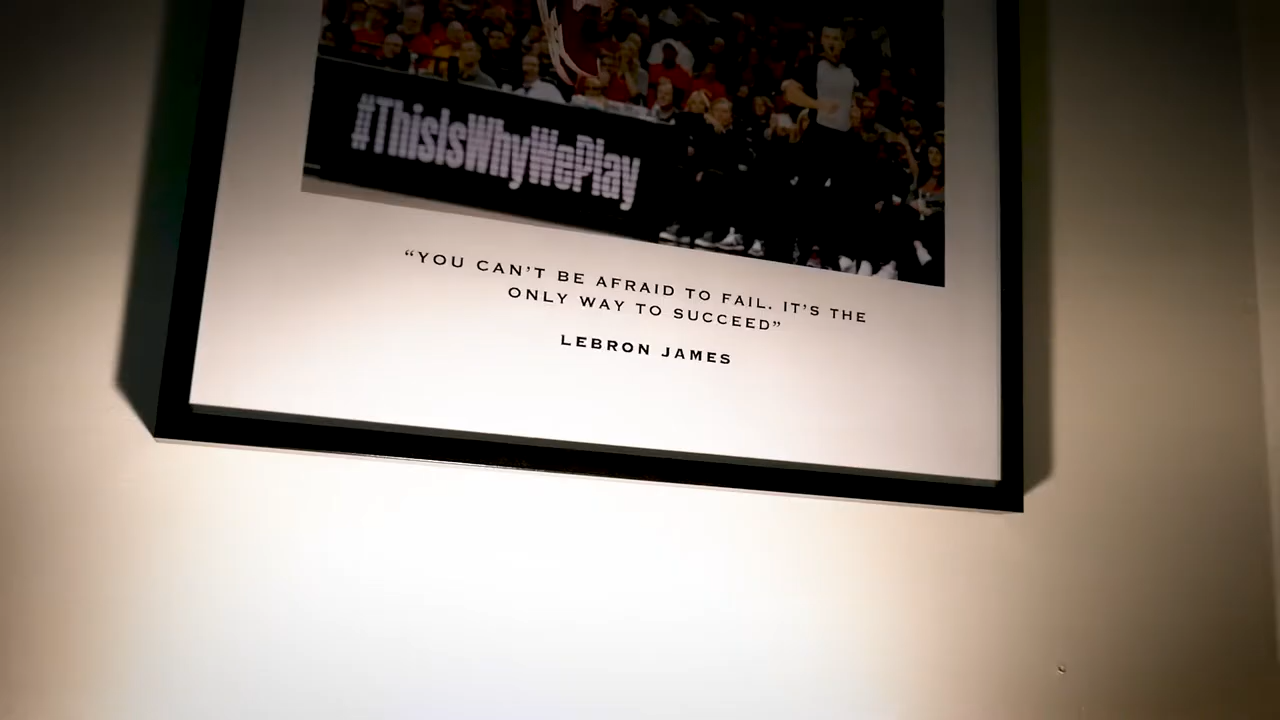 #ThisIsWhyWePlay
“YOU CAN’T BE AFRAID TO FAIL. IT’S THE
ONLY WAY TO SUCCEED”
LEBRON JAMES